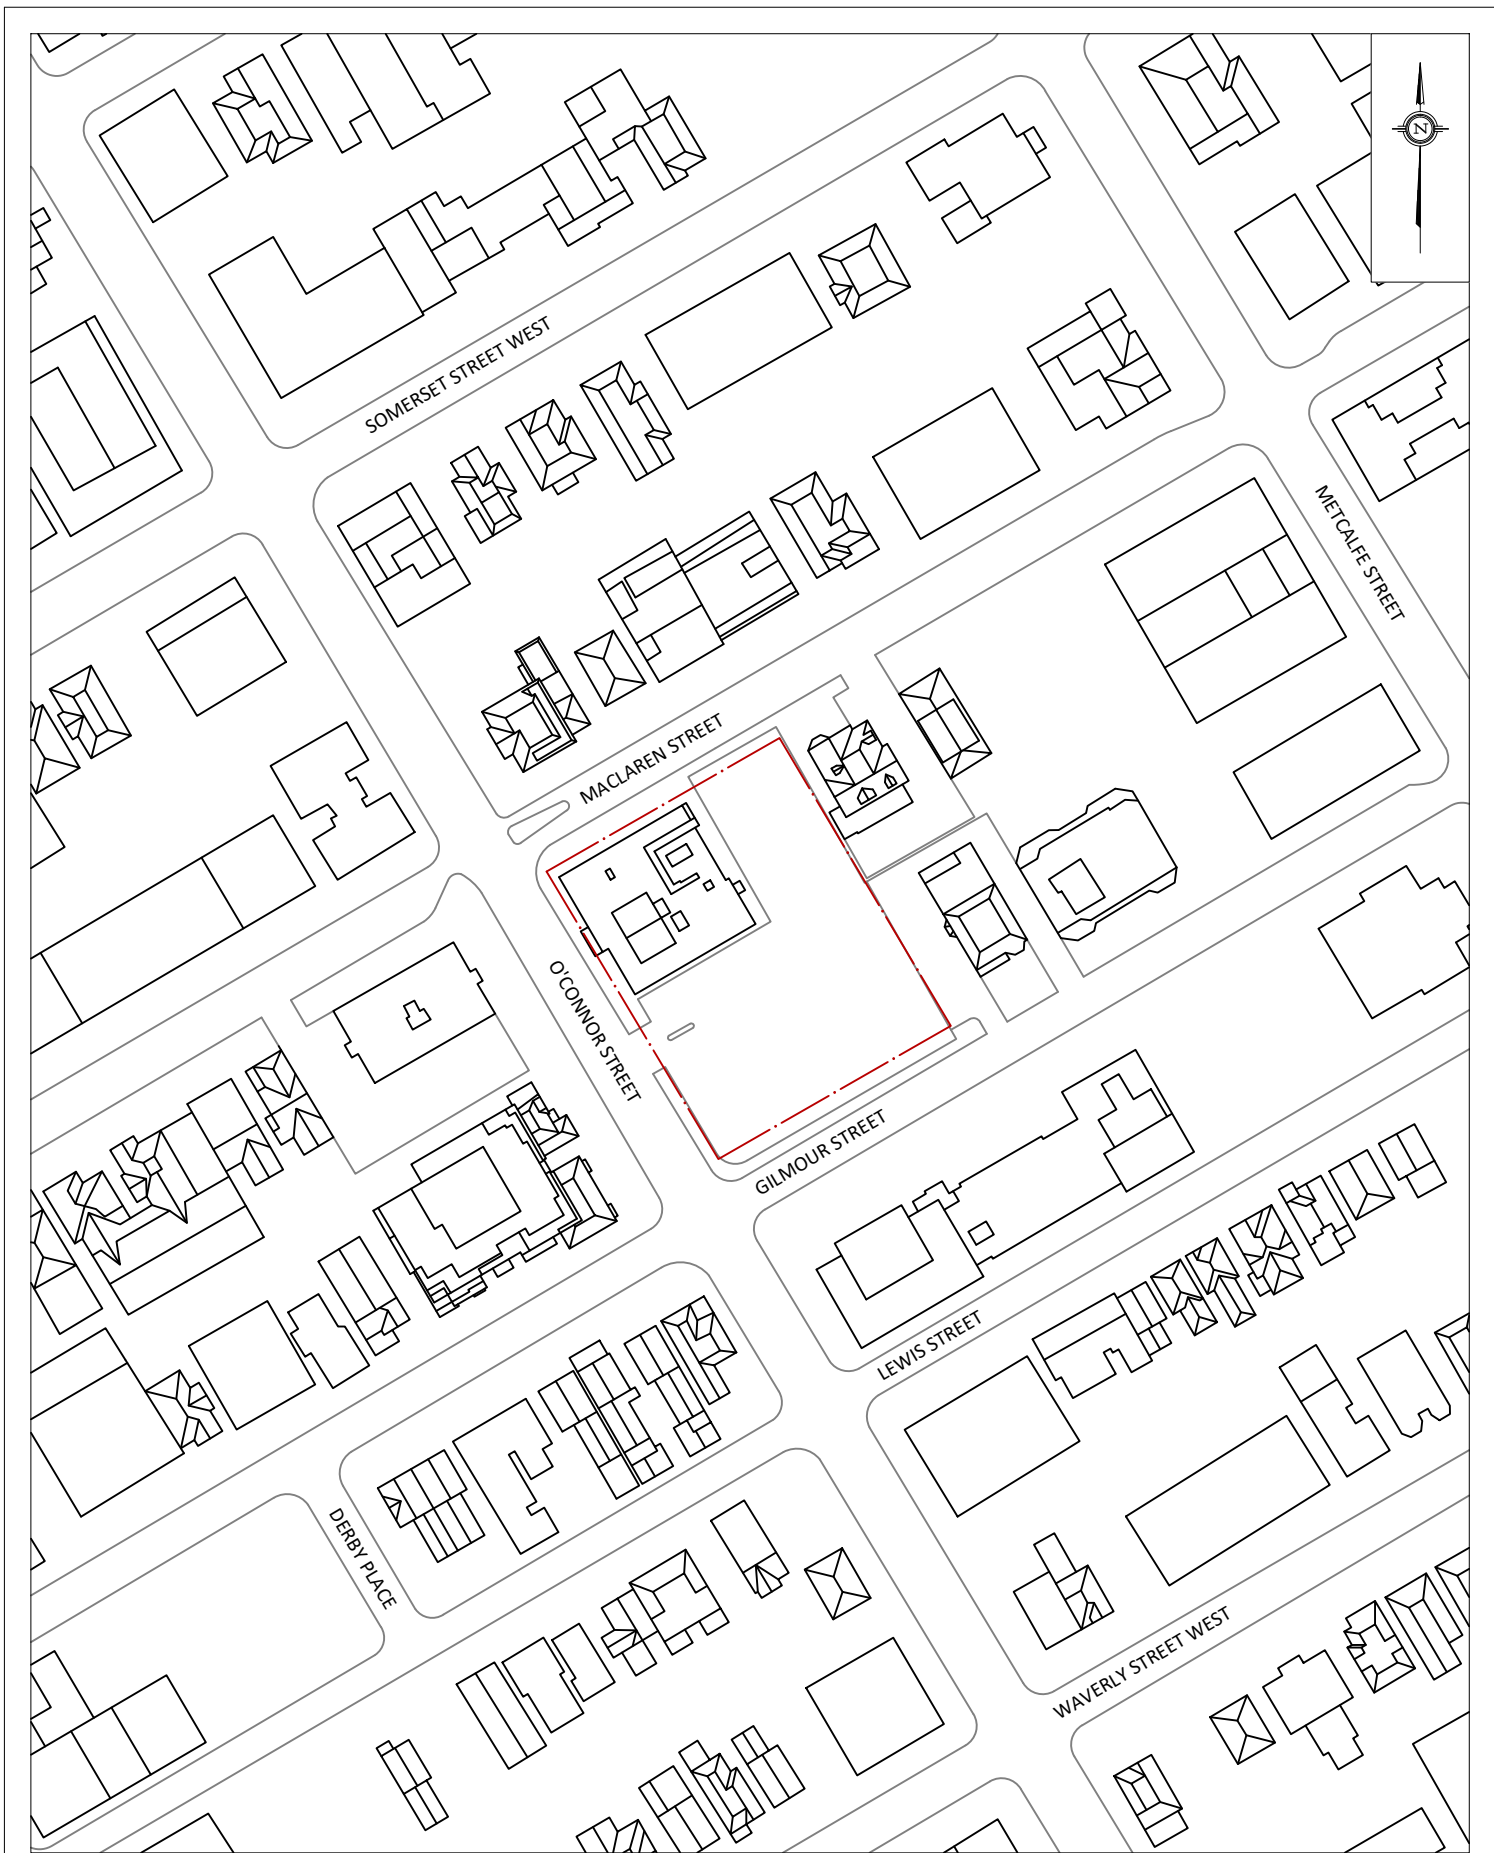 N
SOMERSET STREET WEST
METCALFE STREET
MACLAREN STREET
O'CONNOR STREET
GILMOUR STREET
LEWIS STREET
DERBY PLACE
WAVERLY STREET WEST